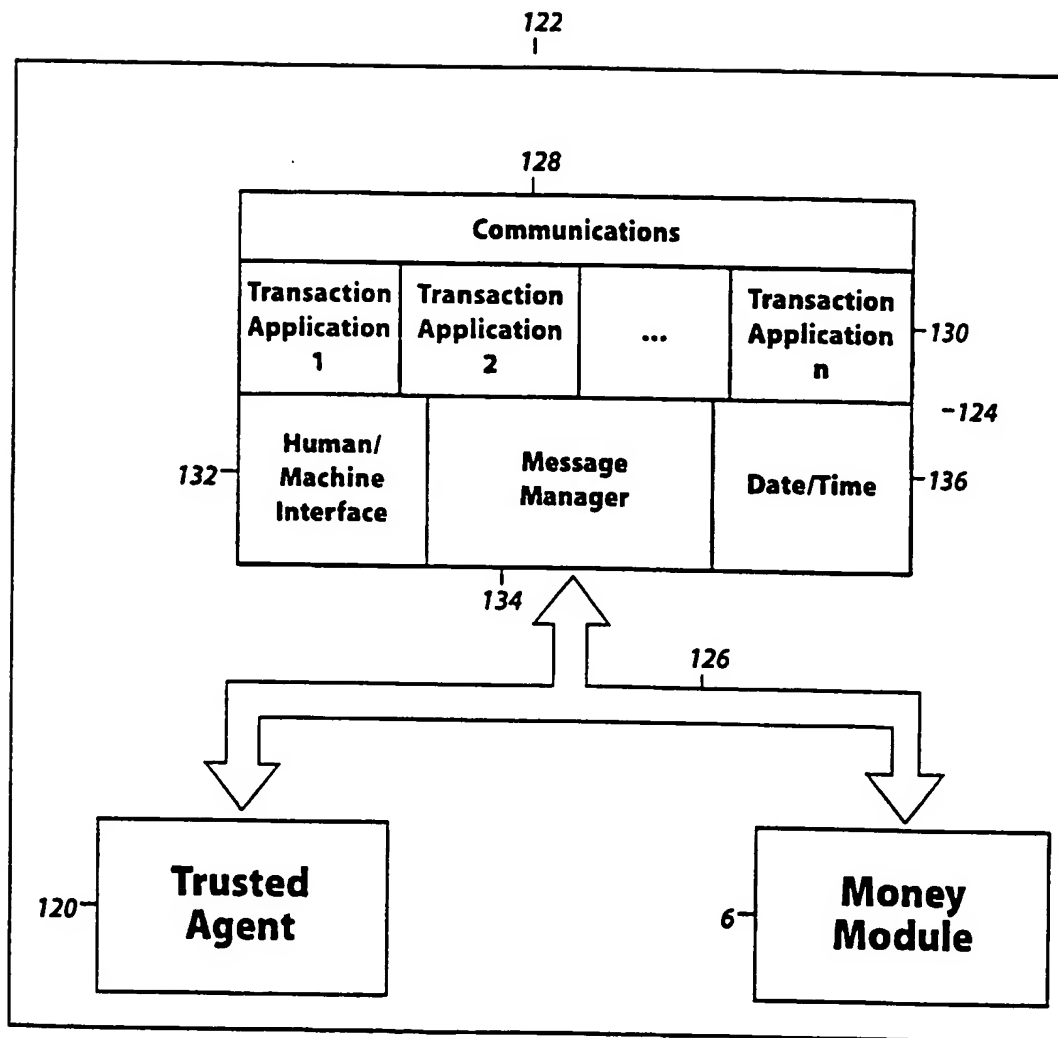 122
128
Communications
Transaction
Application
1
Transaction
Application
2
...
Transaction
Application
n
130
124
132
Human/
Machine
Interface
Message
Manager
Date/Time
136
134
126
120
Trusted
Agent
6
Money
Module